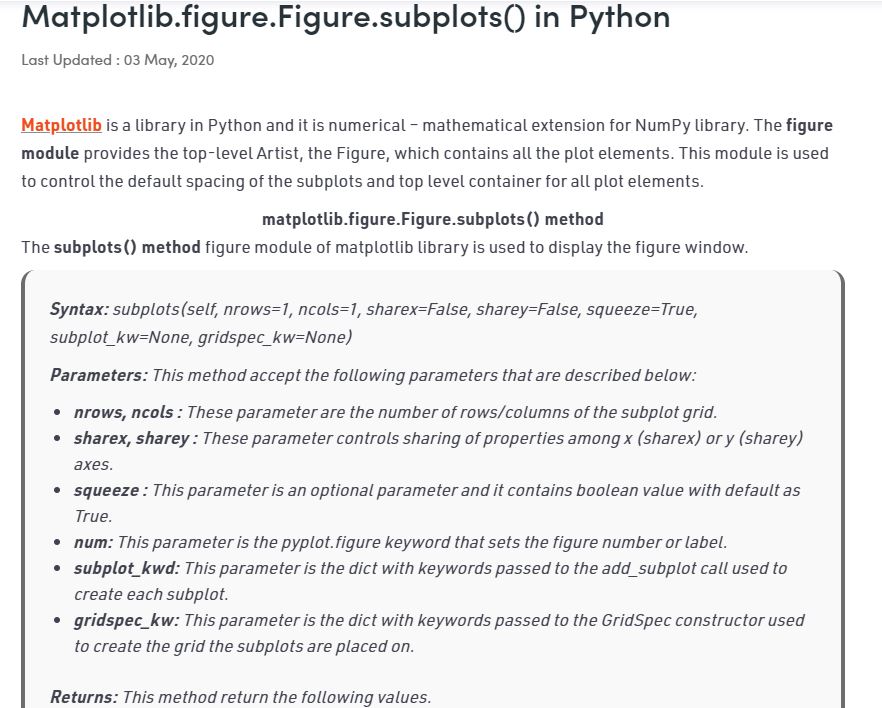 Matplotlib.figure.Figure.subplots() in Python
Last Updated : 03 May, 2020
Matplotlib is a library in Python and it is numerical – mathematical extension for NumPy library. The figure
module provides the top-level Artist, the Figure, which contains all the plot elements. This module is used
to control the default spacing of the subplots and top level container for all plot elements.
matplotlib.figure.Figure.subplots() method
The subplots() method figure module of matplotlib library is used to display the figure window.
Syntax: subplots(self, nrows=1, ncols=1, sharex=False, sharey=False, squeeze=True,
subplot_kw=None, gridspec_kw=None)
Parameters: This method accept the following parameters that are described below:
• nrows, ncols : These parameter are the number of rows/columns of the subplot grid.
• sharex, sharey : These parameter controls sharing of properties among x (sharex) or y (sharey)
axes.
• squeeze : This parameter is an optional parameter and it contains boolean value with default as
True.
• num: This parameter is the pyplot.figure keyword that sets the figure number or label.
• subplot_kwd: This parameter is the dict with keywords passed to the add_subplot call used to
create each subplot.
• gridspec_kw: This parameter is the dict with keywords passed to the GridSpec constructor used
to create the grid the subplots are placed on.
Returns: This method return the following values.